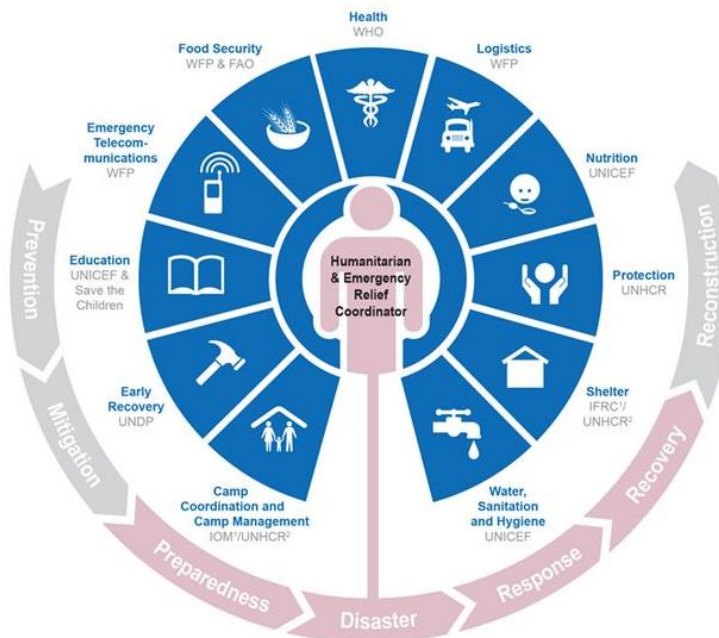 Health
WHO
Food Security
WFP & FAO
Logistics
WFP
Emergency
Telecom-
munications
WFP
Nutrition
UNICEF
Education
UNICEF &
Save the
Children
Humanitarian
& Emergency
Relief
Coordinator
Protection
UNHCR
Early
Recovery
UNDP
Shelter
IFRC¹/
UNHCR²
Camp
Coordination and
Camp Management
IOM¹/UNHCR²
Water,
Sanitation
and Hygiene
UNICEF
Prevention
Mitigation
Preparedness
Disaster
Response
Recovery
Reconstruction